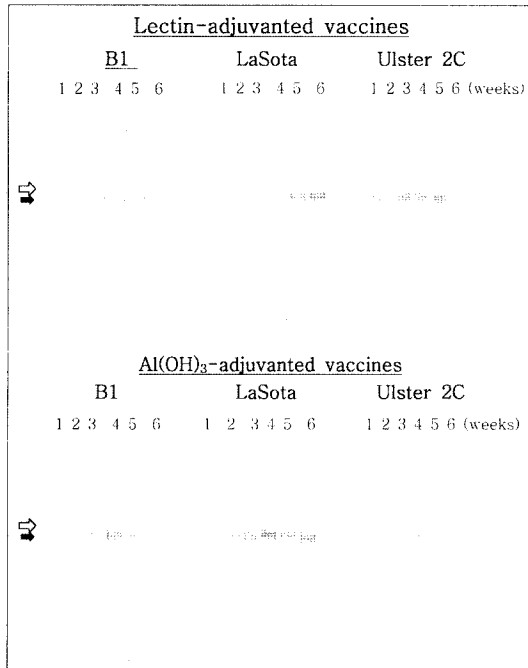 Lectin-adjuvanted vaccines
B1 LaSota Ulster 2C
1 2 3 4 5 6 1 2 3 4 5 6 1 2 3 4 5 6 (weeks)
Al(OH)₃-adjuvanted vaccines
B1 LaSota Ulster 2C
1 2 3 4 5 6 1 2 3 4 5 6 1 2 3 4 5 6 (weeks)